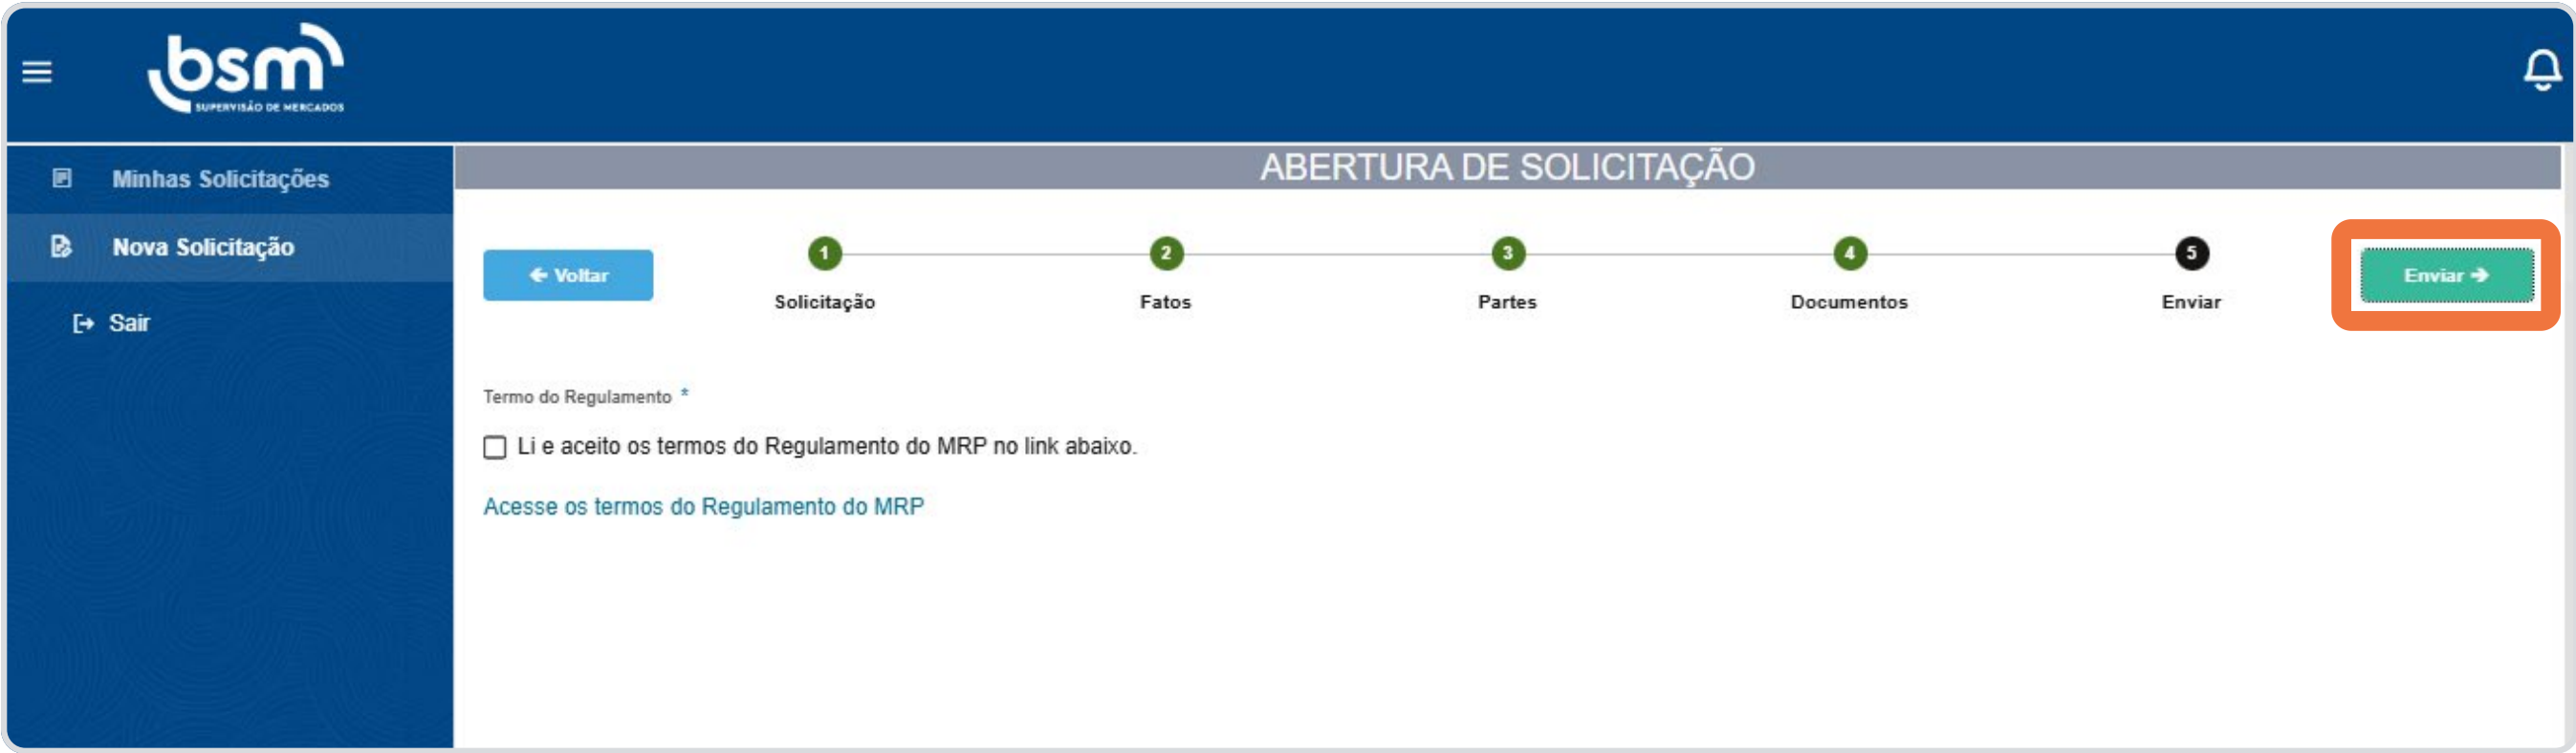 bsm
SUPERVISÃO DE MERCADOS
Minhas Solicitações
Nova Solicitação
Sair
ABERTURA DE SOLICITAÇÃO
Voltar
1
Solicitação
2
Fatos
3
Partes
4
Documentos
5
Enviar
Enviar
Termo do Regulamento *
Li e aceito os termos do Regulamento do MRP no link abaixo.
Acesse os termos do Regulamento do MRP